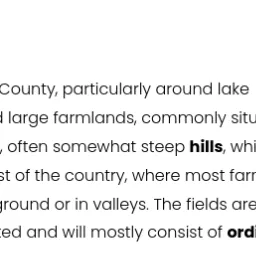 County, particularly around lake
large farmlands, commonly situ
, often somewhat steep hills, whi
st of the country, where most farm
ground or in valleys. The fields are
ted and will mostly consist of ordi